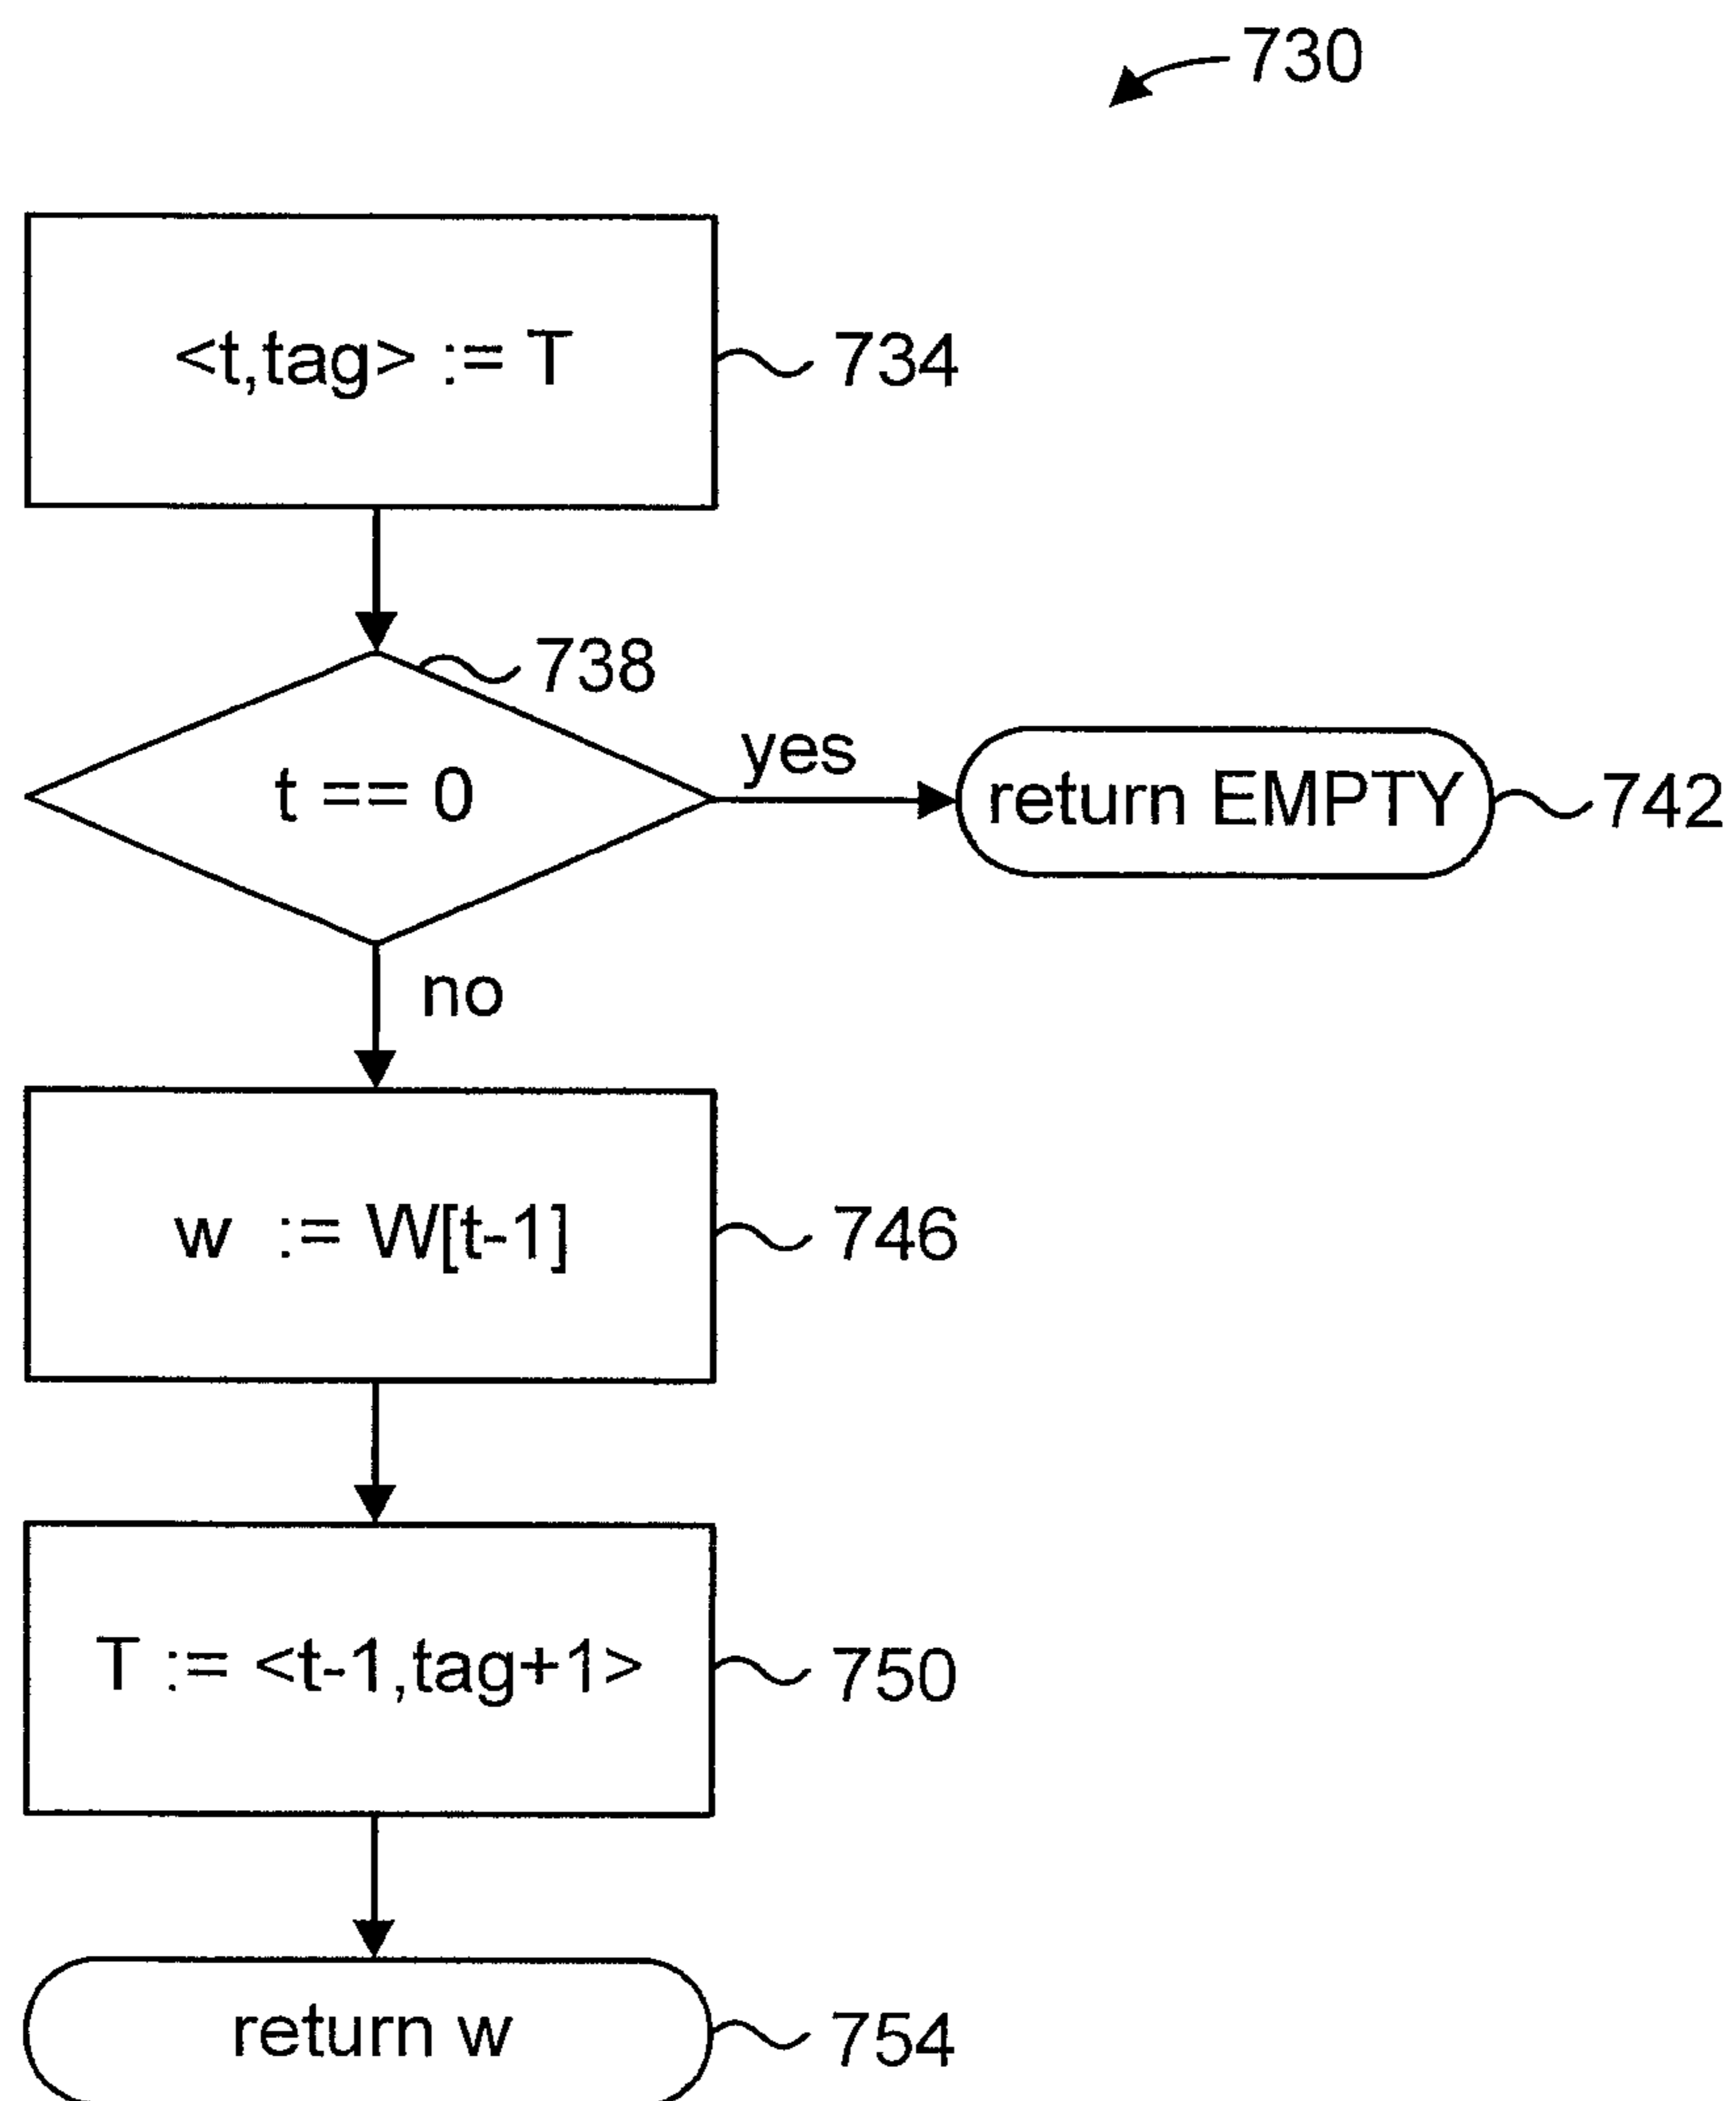 730
<t,tag> := T
734
738
t == 0
yes
return EMPTY
742
no
w := W[t-1]
746
T := <t-1,tag+1>
750
return w
754